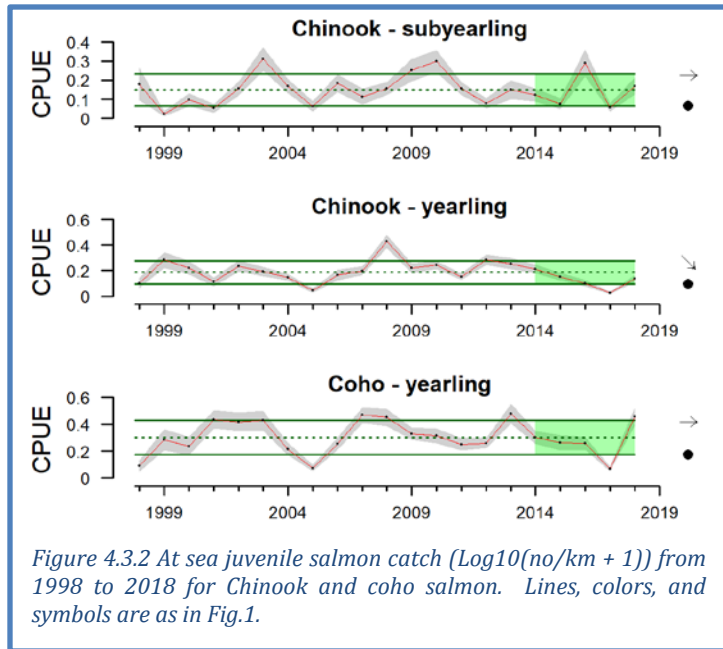 Chinook - subyearling
CPUE
0.4
0.3
0.2
0.1
0
1999 2004 2009 2014 2019
Chinook - yearling
CPUE
0.6
0.4
0.2
0
1999 2004 2009 2014 2019
Coho - yearling
CPUE
0.6
0.4
0.2
0
1999 2004 2009 2014 2019
Figure 4.3.2 At sea juvenile salmon catch (Log10(no/km + 1)) from
1998 to 2018 for Chinook and coho salmon. Lines, colors, and
symbols are as in Fig.1.